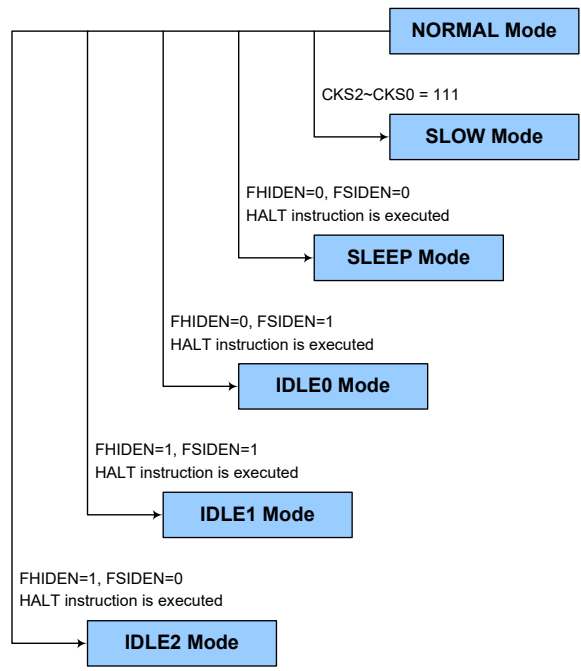 NORMAL Mode
CKS2~CKS0 = 111
SLOW Mode
FHIDEN=0, FSIDEN=0
HALT instruction is executed
SLEEP Mode
FHIDEN=0, FSIDEN=1
HALT instruction is executed
IDLE0 Mode
FHIDEN=1, FSIDEN=1
HALT instruction is executed
IDLE1 Mode
FHIDEN=1, FSIDEN=0
HALT instruction is executed
IDLE2 Mode